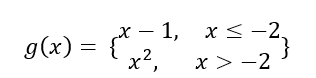 g(x) = {x − 1, x ≤ −2
x², x > −2}